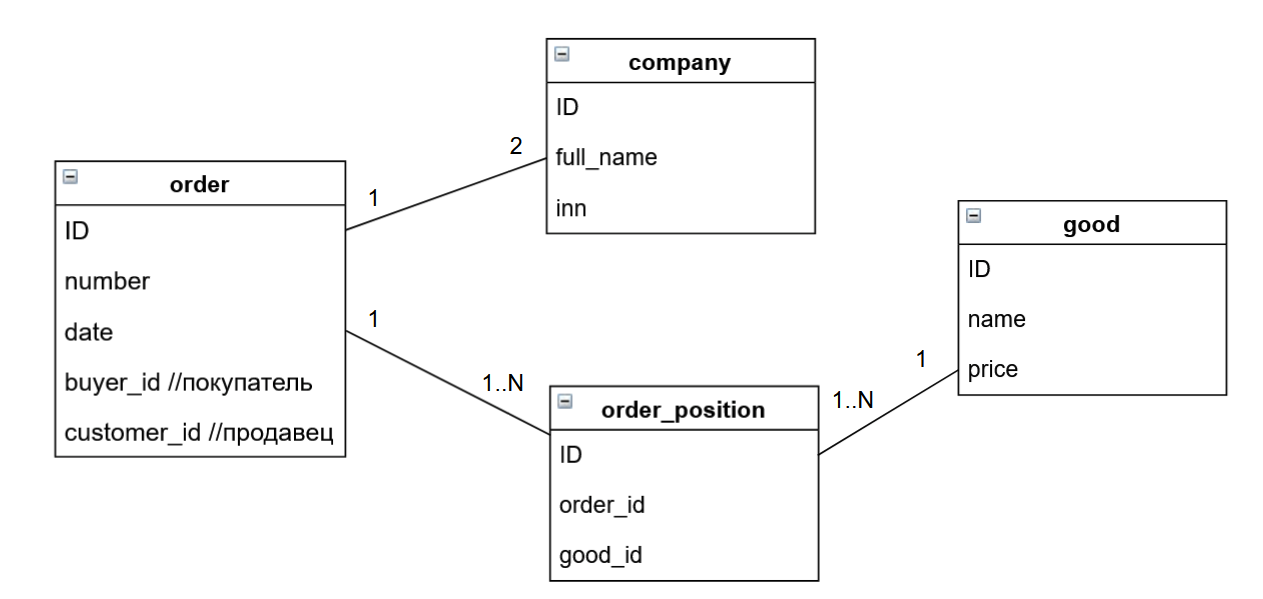 company
ID
full_name
inn
2
1
order
ID
number
date
buyer_id //покупатель
customer_id //продавец
1
1..N
order_position
ID
order_id
good_id
1..N
1
good
ID
name
price